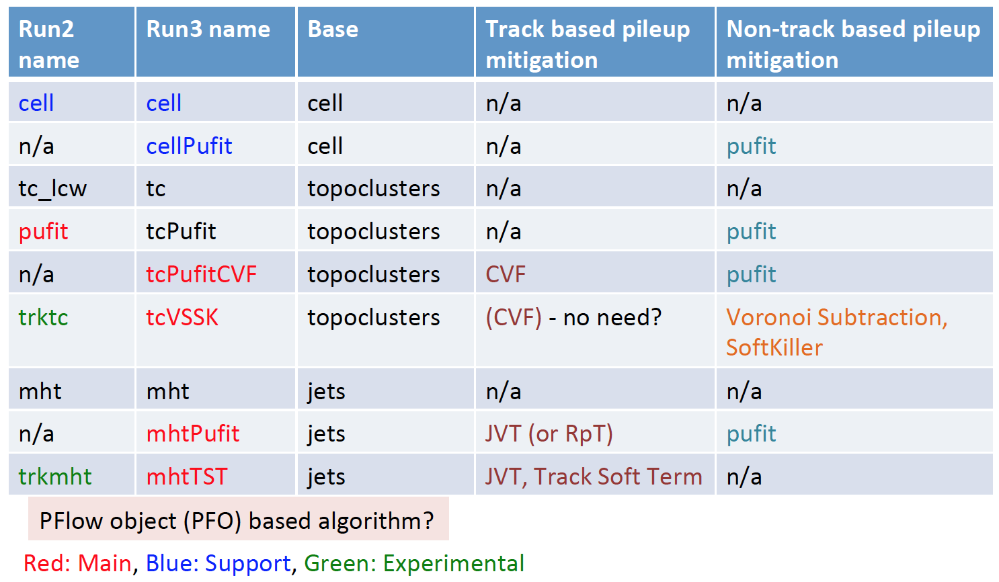 Run2 name Run3 name Base Track based pileup mitigation Non-track based pileup mitigation
cell cell cell n/a n/a
n/a cellPufit cell n/a pufit
tc_lcw tc topoclusters n/a n/a
pufit tcPufit topoclusters n/a pufit
n/a tcPufitCVF topoclusters CVF pufit
trktc tcVSSK topoclusters (CVF) - no need? Voronoi Subtraction, SoftKiller
mht mht jets n/a n/a
n/a mhtPufit jets JVT (or RpT) pufit
trkmht mhtTST jets JVT, Track Soft Term n/a
PFlow object (PFO) based algorithm?
Red: Main, Blue: Support, Green: Experimental